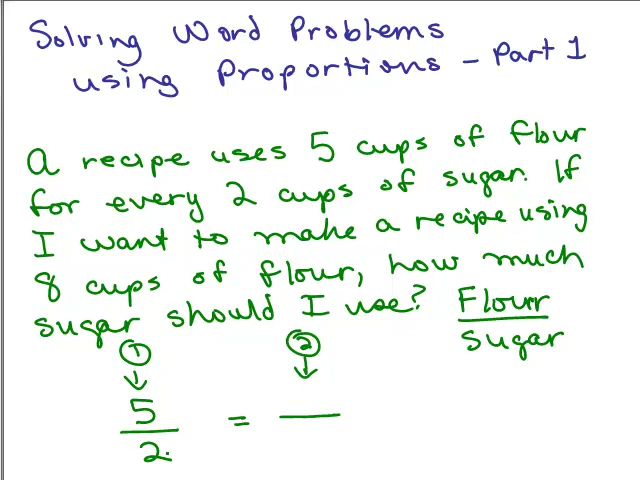 Solving Word Problems
using Proportions - Part 1
A recipe uses 5 cups of flour
for every 2 cups of sugar. If
I want to make a recipe using
8 cups of flour, how much
sugar should I use? Flour
sugar
1 2
5
= 
2